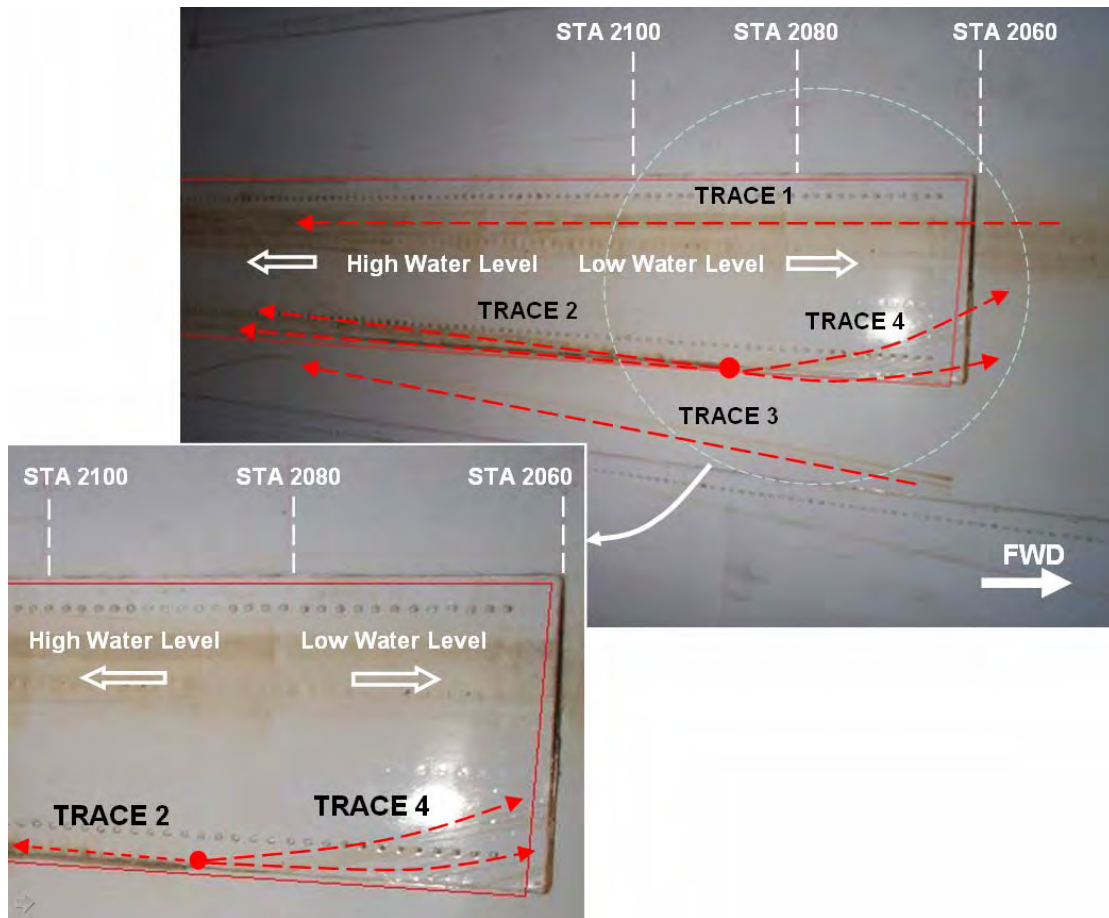 STA 2100 STA 2080 STA 2060
TRACE 1
High Water Level Low Water Level
TRACE 2
TRACE 4
TRACE 3
FWD
STA 2100 STA 2080 STA 2060
High Water Level Low Water Level
TRACE 2 TRACE 4